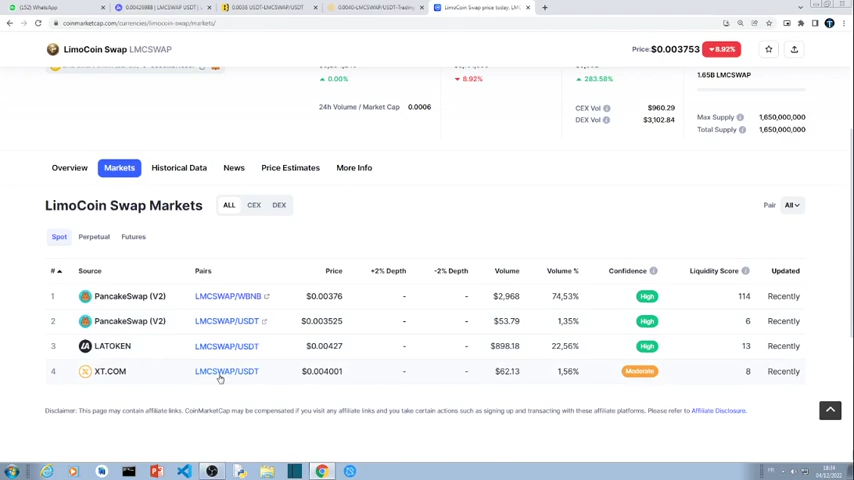 (152) WhatsApp
0.00426988 | LMCSWAP USDT |
0.0038 USDT-LMCSWAP/USDT
0.0040-LMCSWAP/USDT-Trading
LimoCoin Swap price today, LMC
coinmarketcap.com/currencies/limocoin-swap/markets/
LimoCoin Swap LMCSWAP
Price: $0.003753 8.92%
0.00%
8.92%
283.58%
1.65B LMCSWAP
24h Volume / Market Cap 0.0006
CEX Vol $960.29
DEX Vol $3,102.84
Max Supply 1,650,000,000
Total Supply 1,650,000,000
Overview Markets Historical Data News Price Estimates More Info
LimoCoin Swap Markets ALL CEX DEX Pair All
Spot Perpetual Futures
# Source Pairs Price +2% Depth -2% Depth Volume Volume % Confidence Liquidity Score Updated
1 PancakeSwap (V2) LMCSWAP/WBNB $0.00376 - - $2,968 74,53% High 114 Recently
2 PancakeSwap (V2) LMCSWAP/USDT $0.003525 - - $53.79 1,35% High 6 Recently
3 LATOKEN LMCSWAP/USDT $0.00427 - - $898.18 22,56% High 13 Recently
4 XT.COM LMCSWAP/USDT $0.004001 - - $62.13 1,56% Moderate 8 Recently
Disclaimer: This page may contain affiliate links. CoinMarketCap may be compensated if you visit any affiliate links and you take certain actions such as signing up and transacting with these affiliate platforms. Please refer to Affiliate Disclosure.
FR
04/12/2022